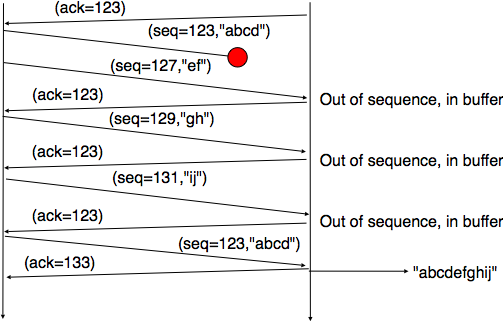 (ack=123)
(seq=123,"abcd")
(seq=127,"ef")
(ack=123)
Out of sequence, in buffer
(seq=129,"gh")
(ack=123)
Out of sequence, in buffer
(seq=131,"ij")
(ack=123)
Out of sequence, in buffer
(seq=123,"abcd")
(ack=133)
"abcdefghij"